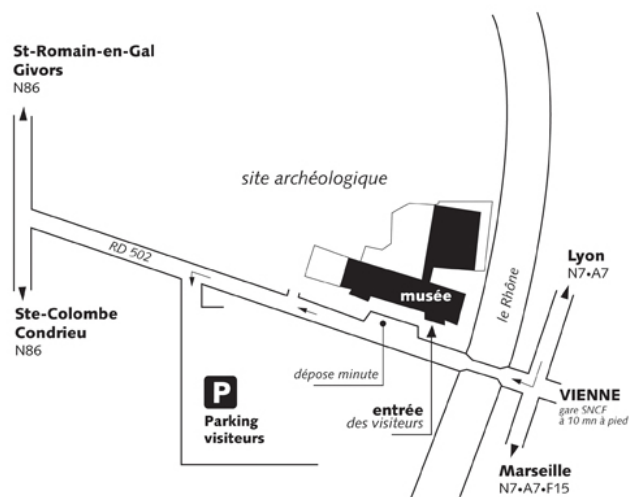 St-Romain-en-Gal
Givors
N86
site archéologique
RD 502
musée
le Rhône
Lyon
N7•A7
Ste-Colombe
Condrieu
N86
dépose minute
P
Parking
visiteurs
entrée
des visiteurs
VIENNE
gare SNCF
à 10 mn à pied
Marseille
N7•A7•F15